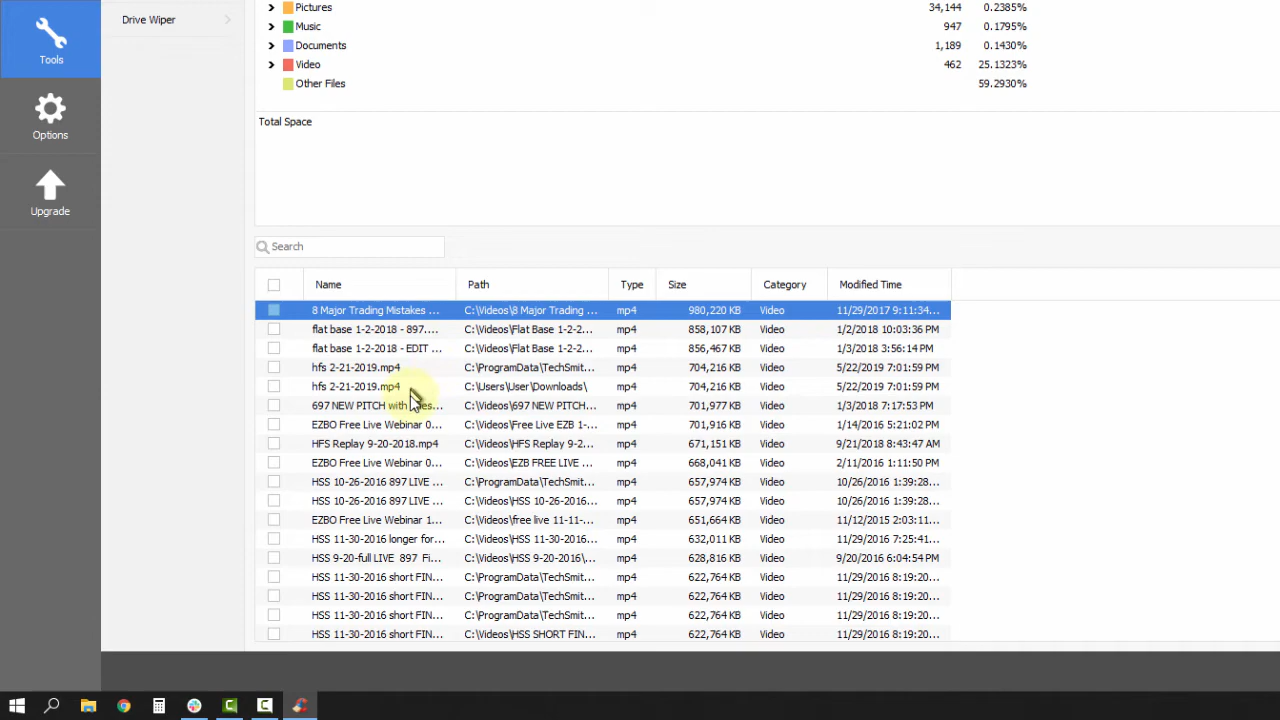 Drive Wiper
Tools
Options
Upgrade
Pictures 34,144 0.2385%
Music 947 0.1795%
Documents 1,189 0.1430%
Video 462 25.1323%
Other Files 59.2930%
Total Space
Search
Name Path Type Size Category Modified Time
8 Major Trading Mistakes ... C:\Videos\8 Major Trading ... mp4 980,220 KB Video 11/29/2017 9:11:34...
flat base 1-2-2018 - 897.... C:\Videos\Flat Base 1-2-2... mp4 858,107 KB Video 1/2/2018 10:03:36 PM
flat base 1-2-2018 - EDIT ... C:\Videos\Flat Base 1-2-2... mp4 856,467 KB Video 1/3/2018 3:56:14 PM
hfs 2-21-2019.mp4 C:\ProgramData\TechSmit... mp4 704,216 KB Video 5/22/2019 7:01:59 PM
hfs 2-21-2019.mp4 C:\Users\User\Downloads\ mp4 704,216 KB Video 5/22/2019 7:01:59 PM
697 NEW PITCH with C:\Videos\697 NEW PITCH... mp4 701,977 KB Video 1/3/2018 7:17:53 PM
EZBO Free Live Webinar 0... C:\Videos\Free Live EZB 1-... mp4 701,916 KB Video 1/14/2016 5:21:02 PM
HFS Replay 9-20-2018.mp4 C:\Videos\HFS Replay 9-2... mp4 671,151 KB Video 9/21/2018 8:43:47 AM
EZBO Free Live Webinar 0... C:\Videos\EZB FREE LIVE ... mp4 668,041 KB Video 2/11/2016 1:11:50 PM
HSS 10-26-2016 897 LIVE ... C:\ProgramData\TechSmit... mp4 657,974 KB Video 10/26/2016 1:39:28...
HSS 10-26-2016 897 LIVE ... C:\Videos\HSS 10-26-2016... mp4 657,974 KB Video 10/26/2016 1:39:28...
EZBO Free Live Webinar 1... C:\Videos\free live 11-11-... mp4 651,664 KB Video 11/12/2015 2:03:11...
HSS 11-30-2016 longer for... C:\Videos\HSS 11-30-2016... mp4 632,011 KB Video 11/29/2016 7:25:41...
HSS 9-20-full LIVE 897 Fi... C:\Videos\HSS 9-20-2016\... mp4 628,816 KB Video 9/20/2016 6:04:54 PM
HSS 11-30-2016 short FIN... C:\ProgramData\TechSmit... mp4 622,764 KB Video 11/29/2016 8:19:20...
HSS 11-30-2016 short FIN... C:\ProgramData\TechSmit... mp4 622,764 KB Video 11/29/2016 8:19:20...
HSS 11-30-2016 short FIN... C:\ProgramData\TechSmit... mp4 622,764 KB Video 11/29/2016 8:19:20...
HSS 11-30-2016 short FIN... C:\Videos\HSS SHORT FIN... mp4 622,764 KB Video 11/29/2016 8:19:20...